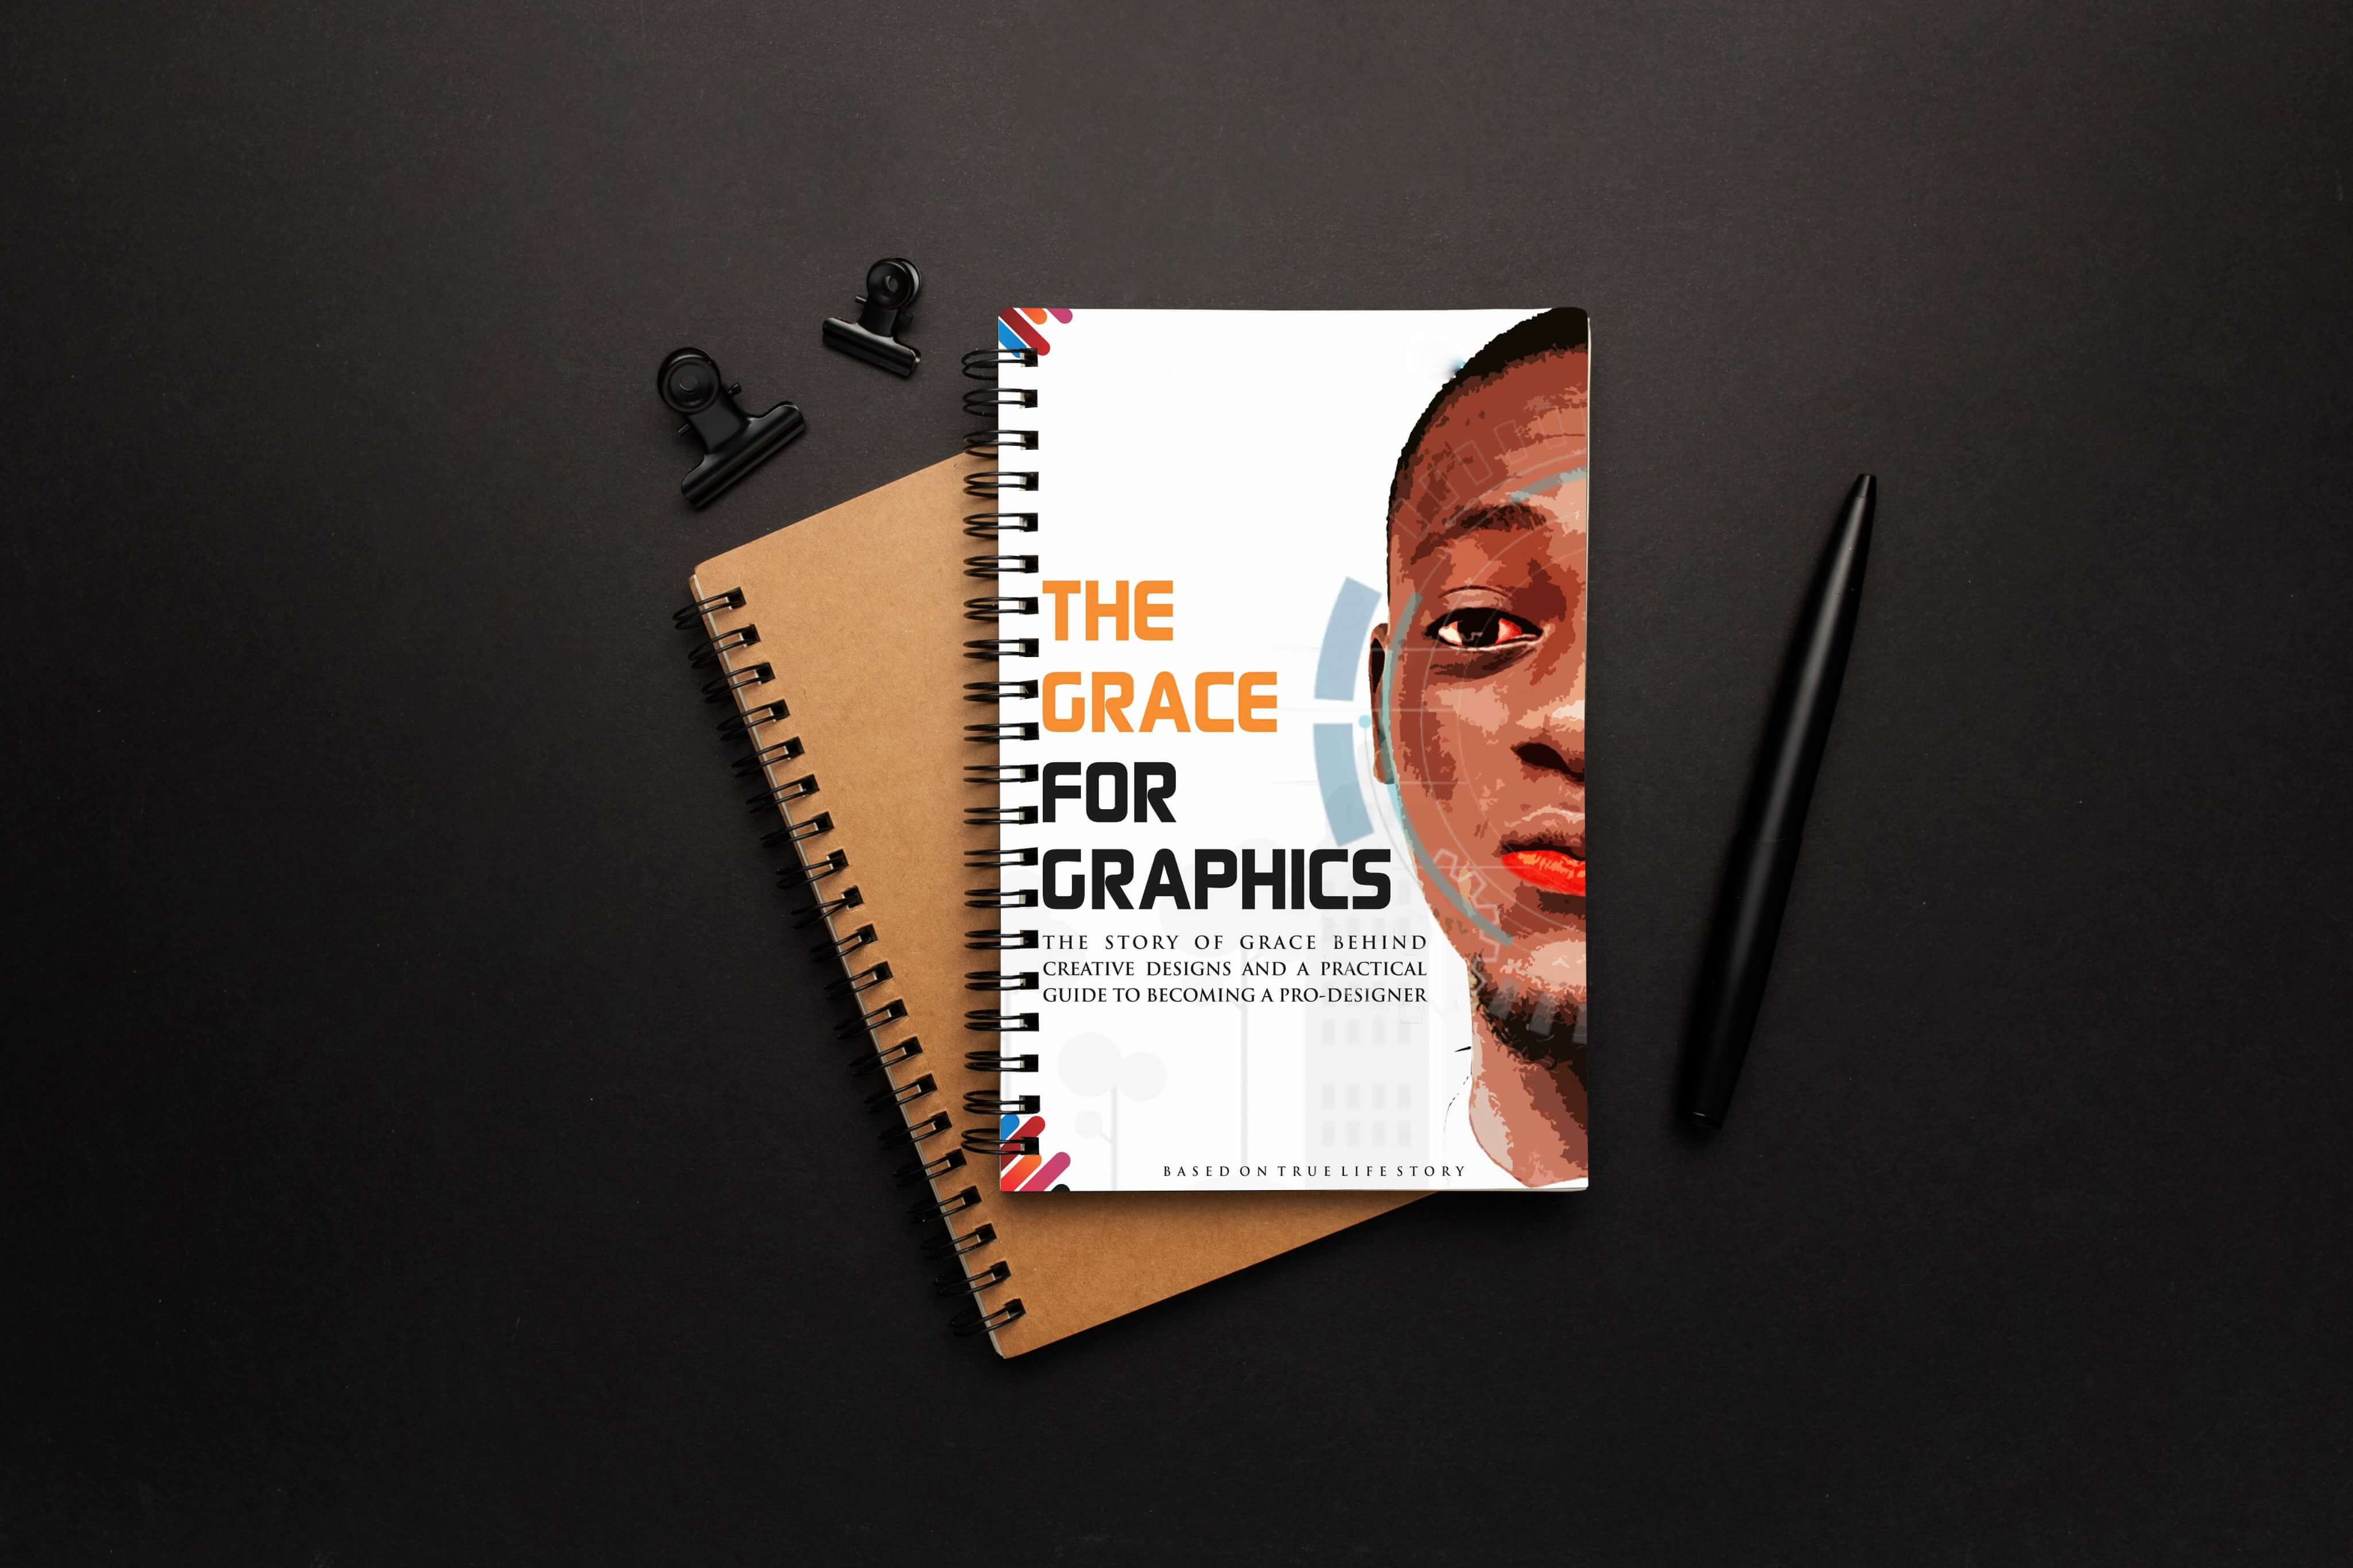 THE
GRACE
FOR
GRAPHICS
THE STORY OF GRACE BEHIND
CREATIVE DESIGNS AND A PRACTICAL
GUIDE TO BECOMING A PRO-DESIGNER
BASED ON TRUE LIFE STORY